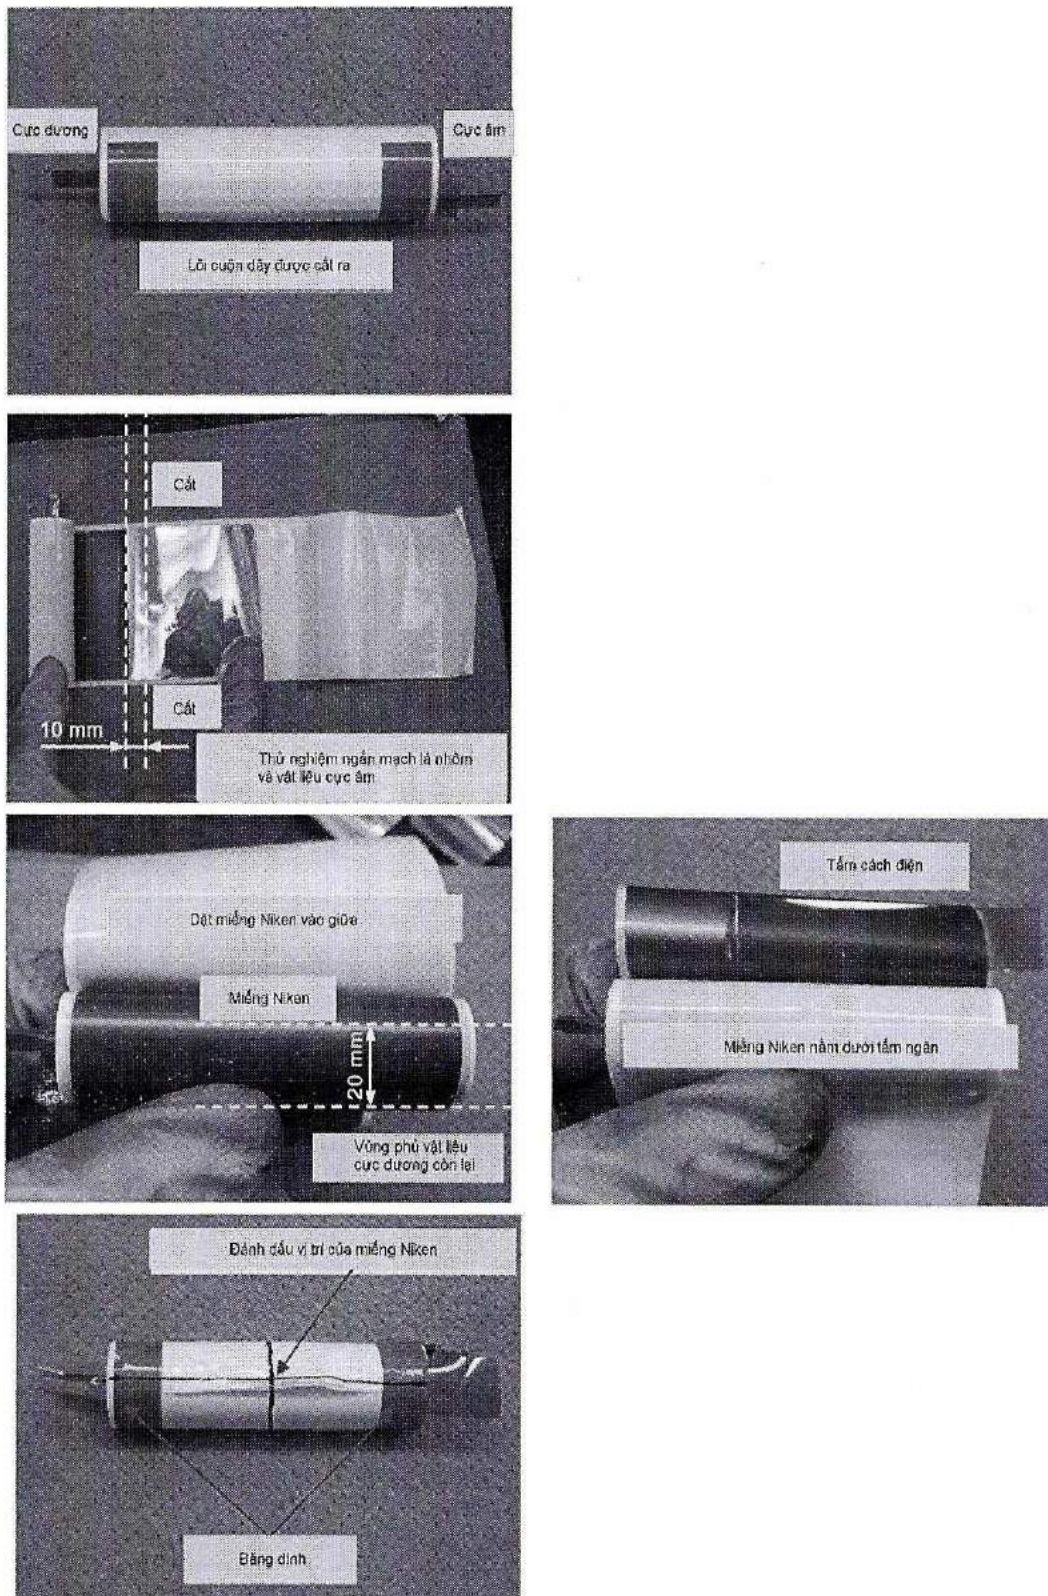 Cực dương
Cực âm
Lõi cuộn dây được cắt ra
Cắt
Cắt
10 mm
Thử nghiệm ngắn mạch lá nhôm
và vật liệu cực âm
Đặt miếng Niken vào giữa
Miếng Niken
20 mm
Vùng phủ vật liệu
cực dương còn lại
Tấm cách điện
Miếng Niken nằm dưới tấm ngăn
Đánh dấu vị trí của miếng Niken
Băng dính